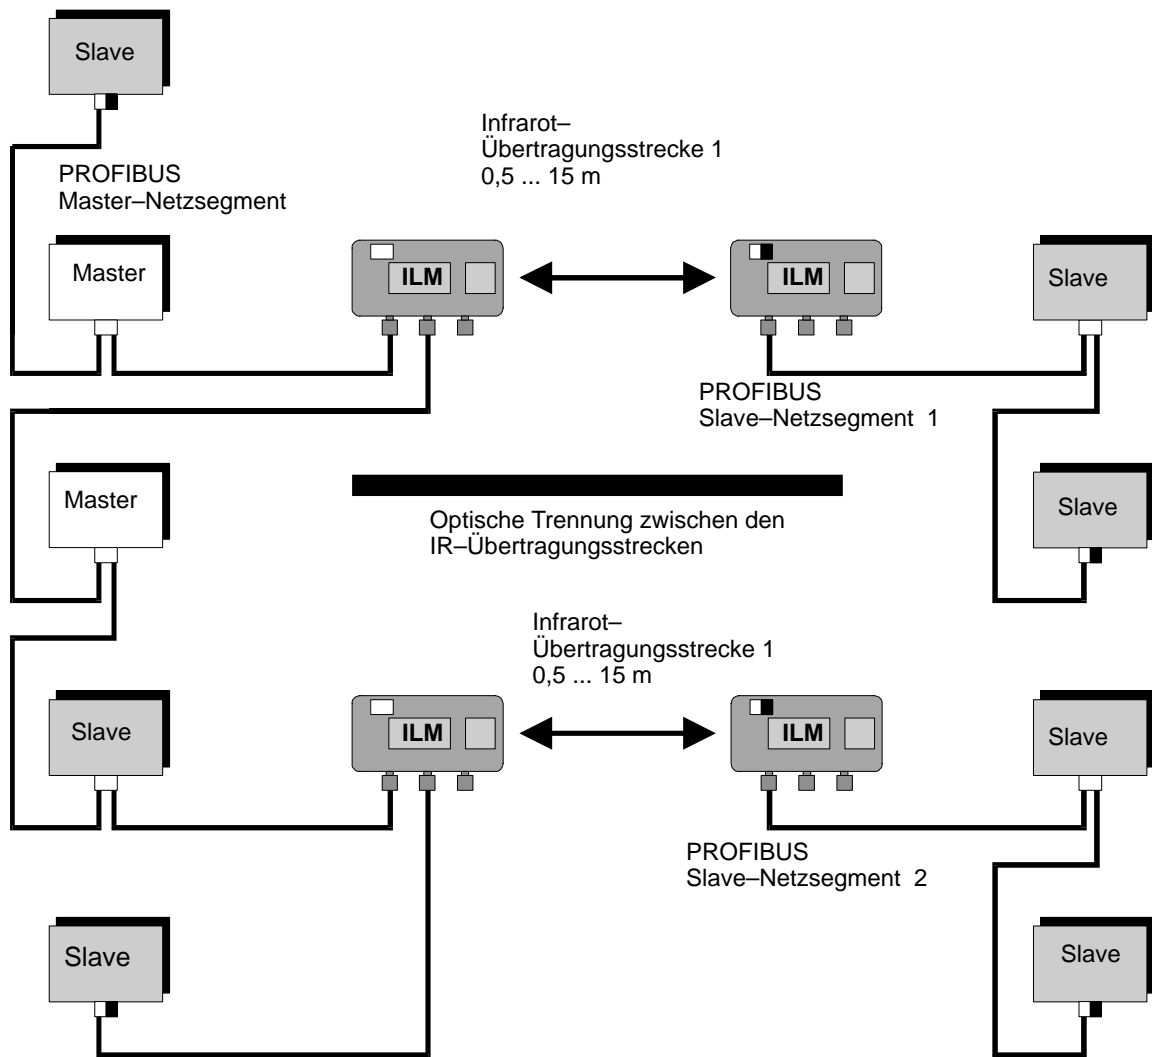 Slave
Infrarot–
Übertragungsstrecke 1
0,5 ... 15 m
PROFIBUS
Master–Netzsegment
Master
ILM
ILM
Slave
PROFIBUS
Slave–Netzsegment 1
Master
Slave
Optische Trennung zwischen den
IR–Übertragungsstrecken
Infrarot–
Übertragungsstrecke 1
0,5 ... 15 m
Slave
ILM
ILM
Slave
PROFIBUS
Slave–Netzsegment 2
Slave
Slave